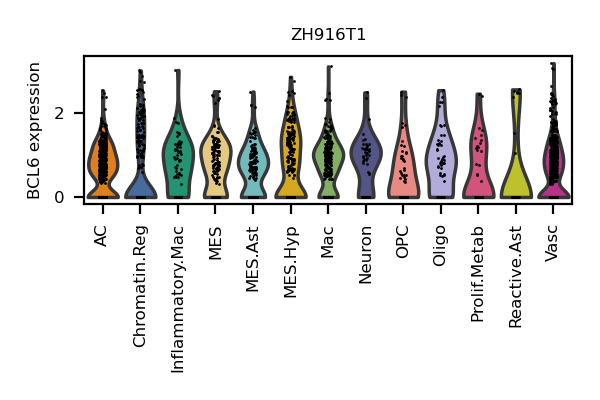 ZH916T1
BCL6 expression
2
0
AC
Chromatin.Reg
Inflammatory.Mac
MES
MES.Ast
MES.Hyp
Mac
Neuron
OPC
Oligo
Prolif.Metab
Reactive.Ast
Vasc